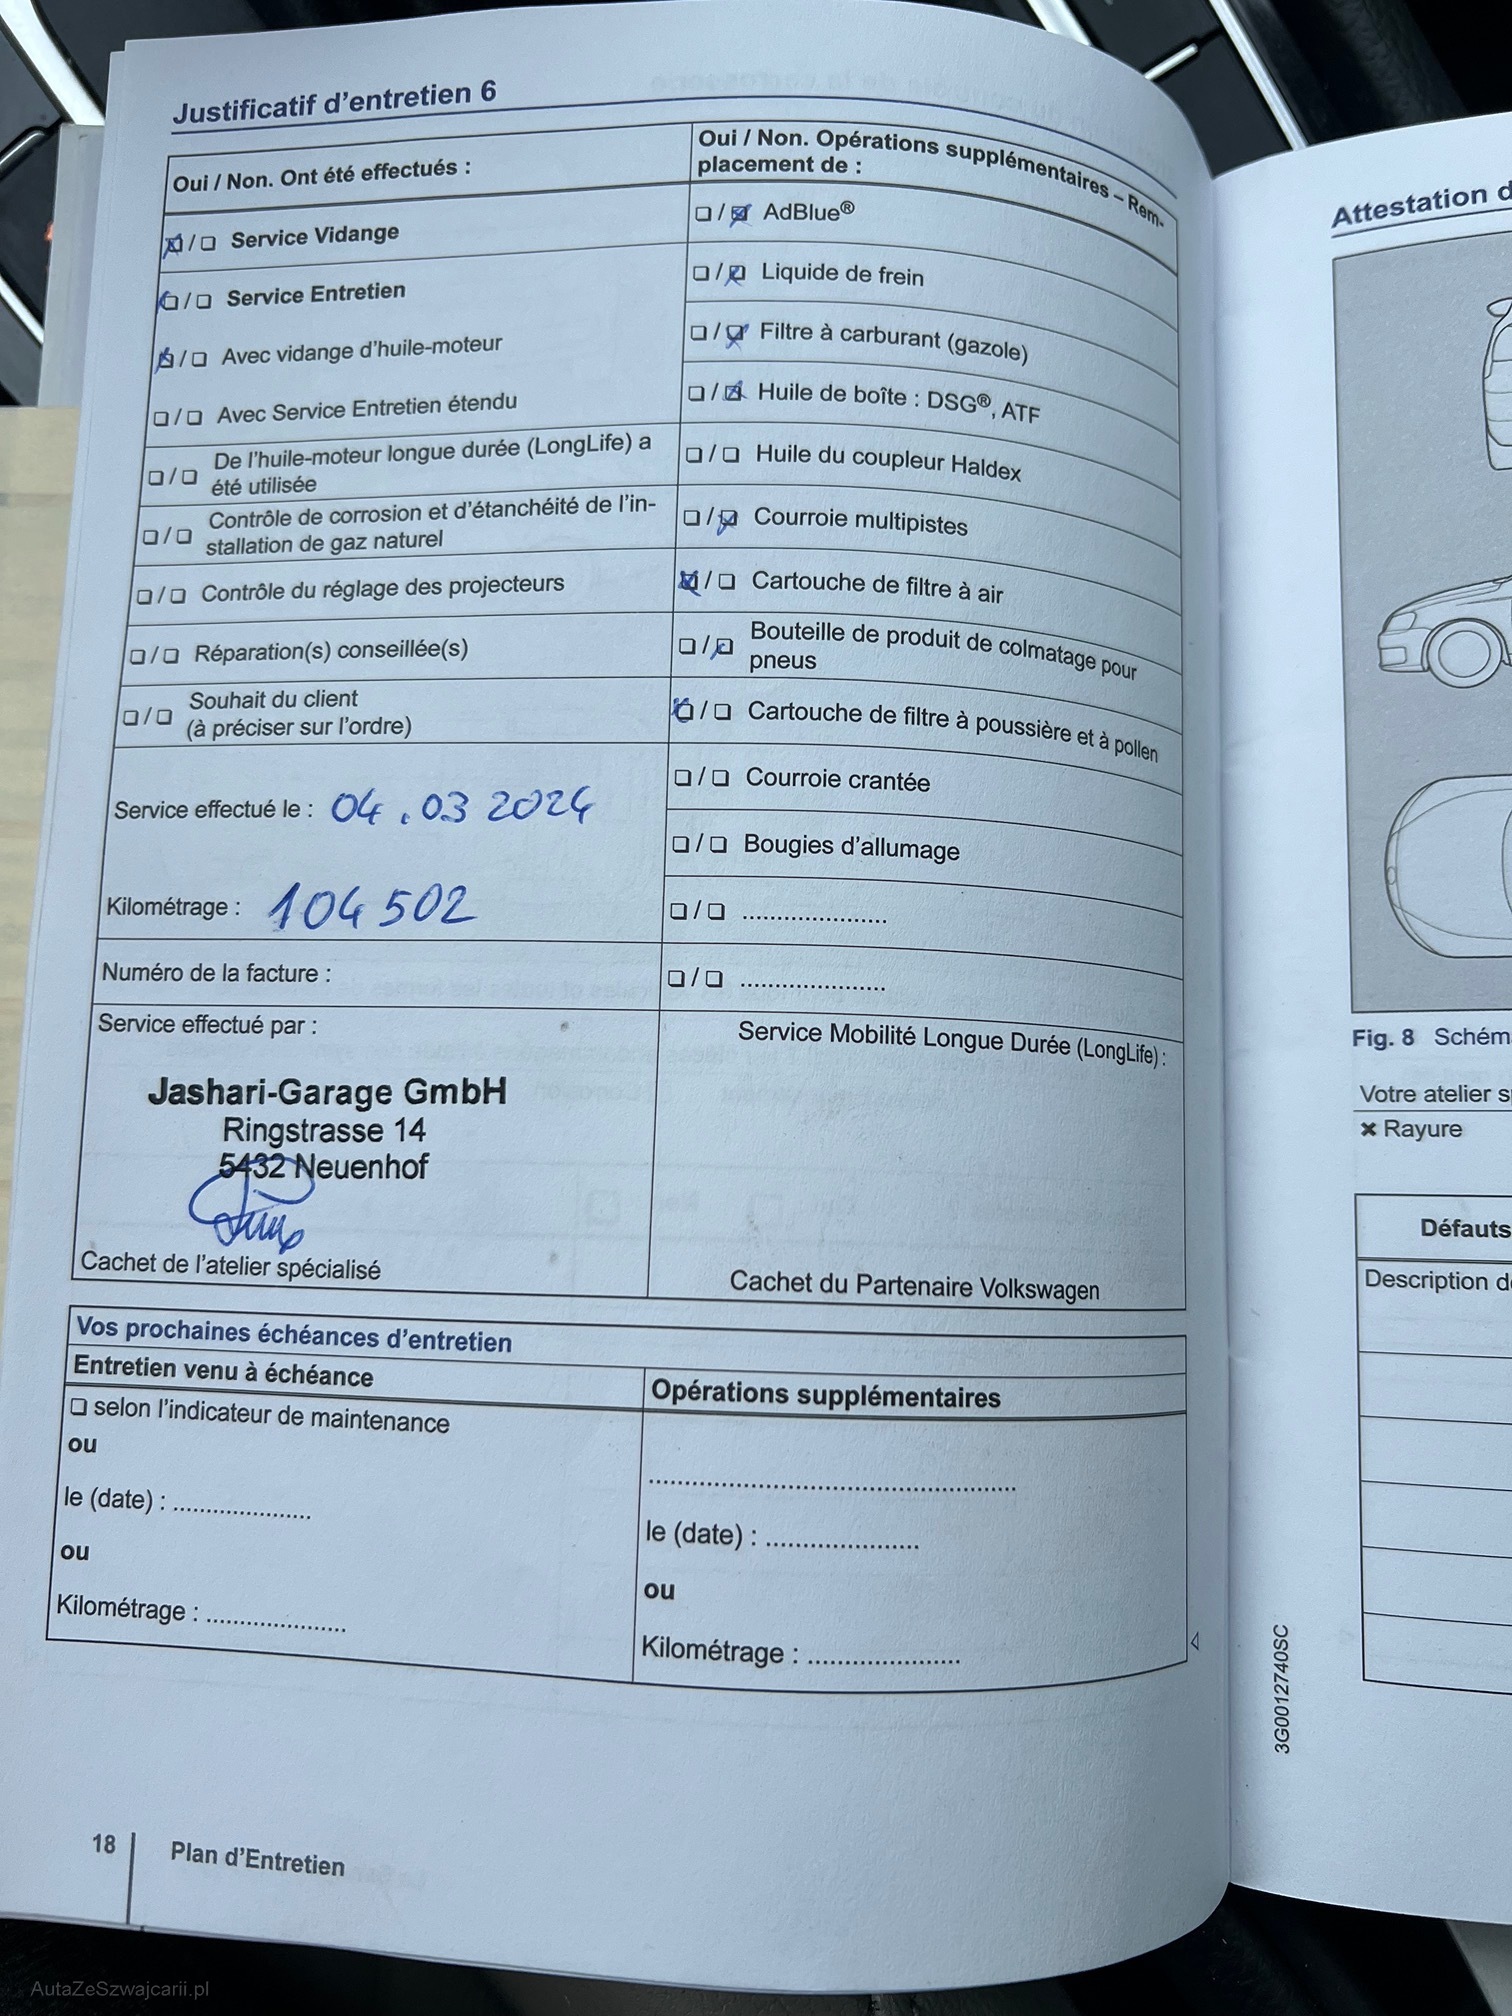 Justificatif d'entretien 6
Oui / Non. Ont été effectués :
☒ / ❏ Service Vidange
☒ / ❏ Service Entretien
☒ / ❏ Avec vidange d'huile-moteur
❏ / ❏ Avec Service Entretien étendu
❏ / ❏ De l'huile-moteur longue durée (LongLife) a
été utilisée
❏ / ❏ Contrôle de corrosion et d'étanchéité de l'in-
stallation de gaz naturel
❏ / ❏ Contrôle du réglage des projecteurs
❏ / ❏ Réparation(s) conseillée(s)
❏ / ❏ Souhait du client
(à préciser sur l'ordre)
Service effectué le : 04.03 2024
Kilométrage : 104 502
Numéro de la facture :
Service effectué par :
Jashari-Garage GmbH
Ringstrasse 14
5432 Neuenhof
Cachet de l'atelier spécialisé
Oui / Non. Opérations supplémentaires – Rem-
placement de :
❏ / ☒ AdBlue®
❏ / ☒ Liquide de frein
❏ / ☒ Filtre à carburant (gazole)
❏ / ☒ Huile de boîte : DSG®, ATF
❏ / ❏ Huile du coupleur Haldex
❏ / ☒ Courroie multipistes
☒ / ❏ Cartouche de filtre à air
❏ / ☒ Bouteille de produit de colmatage pour
pneus
☒ / ❏ Cartouche de filtre à poussière et à pollen
❏ / ❏ Courroie crantée
❏ / ❏ Bougies d'allumage
❏ / ❏ .....................
❏ / ❏ .....................
Service Mobilité Longue Durée (LongLife) :
Cachet du Partenaire Volkswagen
Vos prochaines échéances d'entretien
Entretien venu à échéance
❏ selon l'indicateur de maintenance
ou
le (date) : ....................
ou
Kilométrage : ....................
Opérations supplémentaires
.....................................................
le (date) : ......................
ou
Kilométrage : ......................
18
Plan d'Entretien
Attestation d
Fig. 8 Schém
Votre atelier s
✖ Rayure
Défauts
Description d
3G0012740SC
AutaZeSzwajcarii.pl